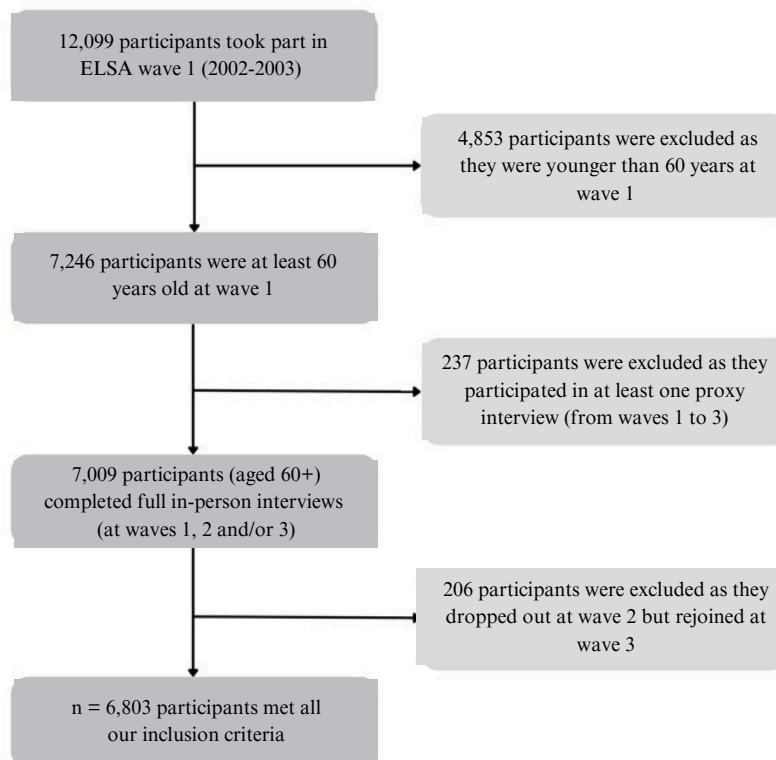 12,099 participants took part in
ELSA wave 1 (2002-2003)
4,853 participants were excluded as
they were younger than 60 years at
wave 1
7,246 participants were at least 60
years old at wave 1
237 participants were excluded as they
participated in at least one proxy
interview (from waves 1 to 3)
7,009 participants (aged 60+)
completed full in-person interviews
(at waves 1, 2 and/or 3)
206 participants were excluded as they
dropped out at wave 2 but rejoined at
wave 3
n = 6,803 participants met all
our inclusion criteria